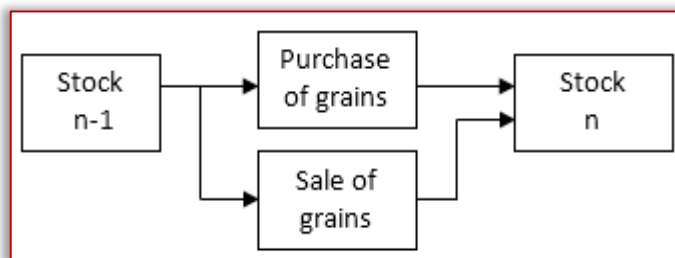 Stock
n-1
Purchase
of grains
Sale of
grains
Stock
n